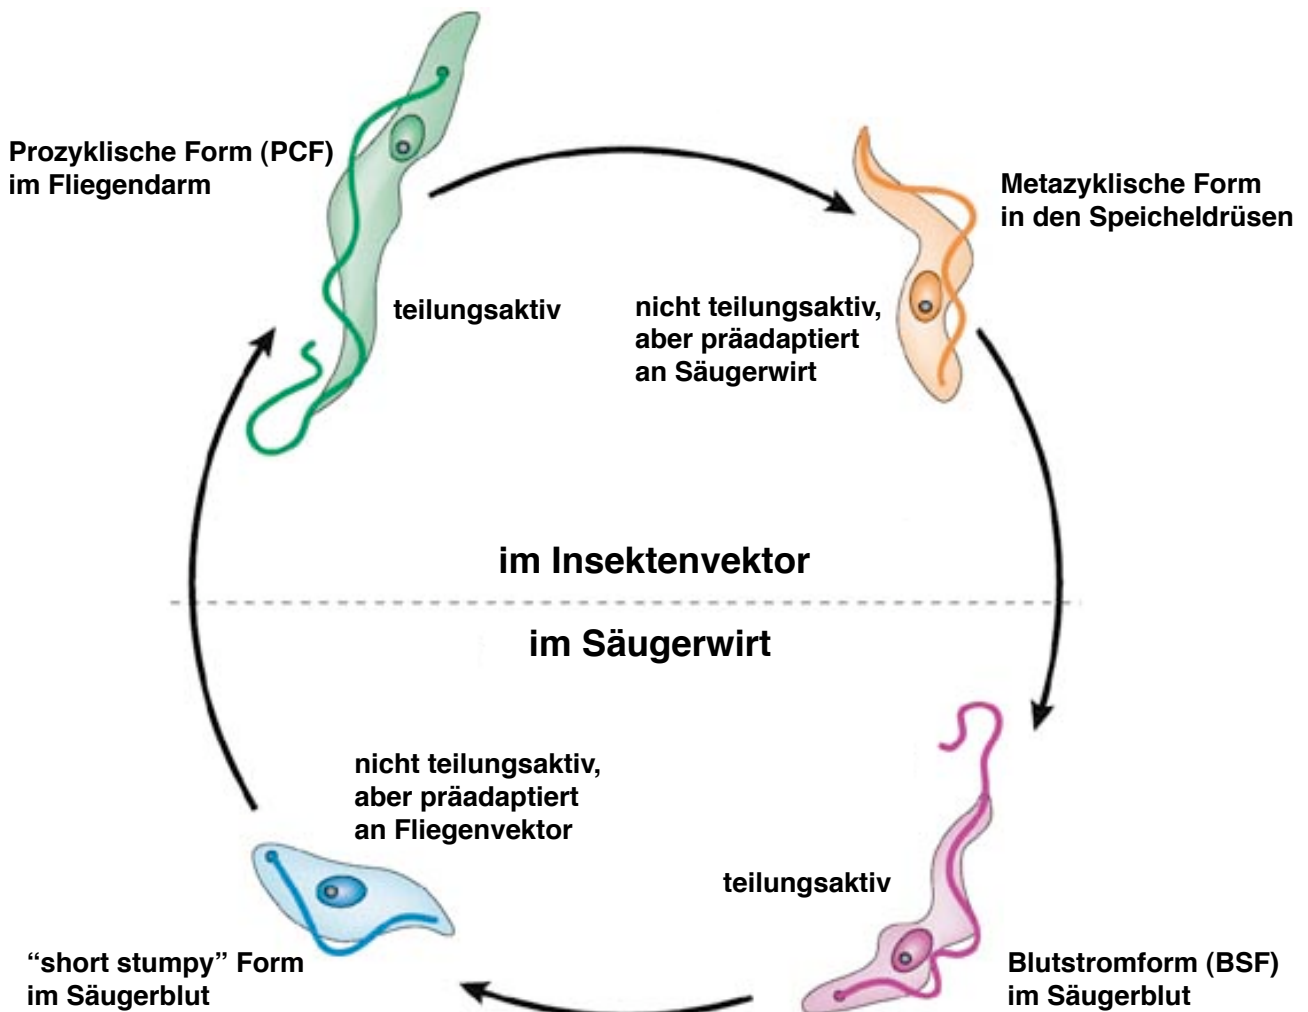 Prozyklische Form (PCF)
im Fliegendarm
Metazyklische Form
in den Speicheldrüsen
teilungsaktiv
nicht teilungsaktiv,
aber präadaptiert
an Säugerwirt
im Insektenvektor
im Säugerwirt
nicht teilungsaktiv,
aber präadaptiert
an Fliegenvektor
teilungsaktiv
“short stumpy” Form
im Säugerblut
Blutstromform (BSF)
im Säugerblut